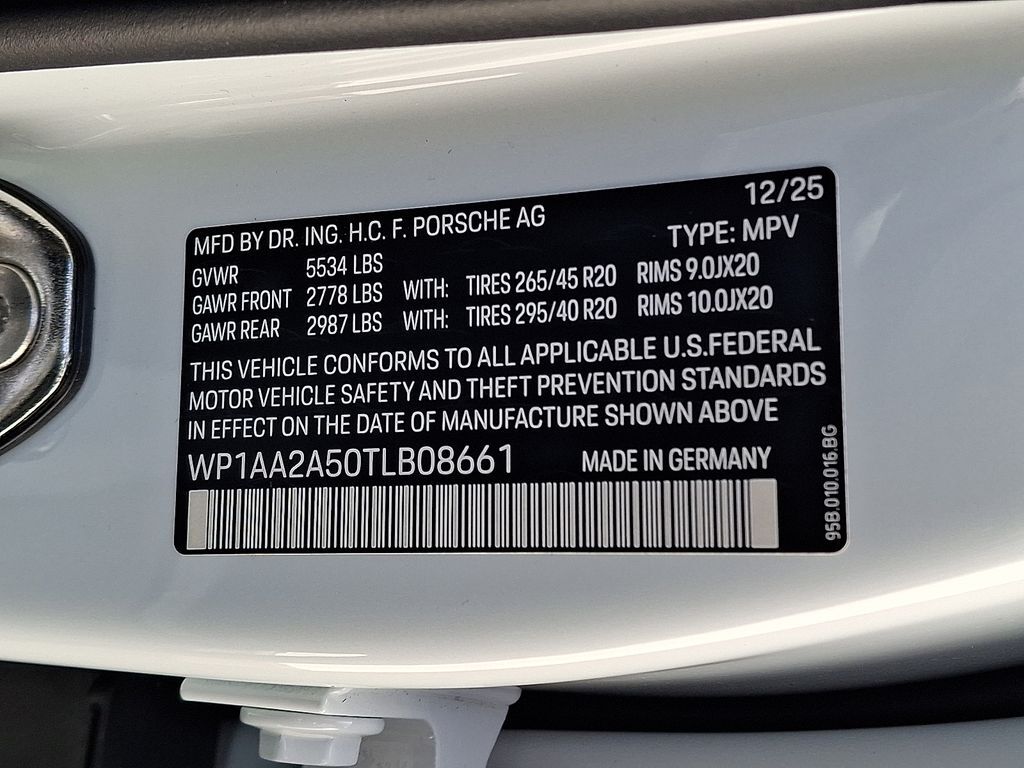 12/25
MFD BY DR. ING. H.C. F. PORSCHE AG
TYPE: MPV
GVWR 5534 LBS
GAWR FRONT 2778 LBS WITH: TIRES 265/45 R20 RIMS 9.0JX20
GAWR REAR 2987 LBS WITH: TIRES 295/40 R20 RIMS 10.0JX20
THIS VEHICLE CONFORMS TO ALL APPLICABLE U.S.FEDERAL
MOTOR VEHICLE SAFETY AND THEFT PREVENTION STANDARDS
IN EFFECT ON THE DATE OF MANUFACTURE SHOWN ABOVE
WP1AA2A50TLB08661 MADE IN GERMANY
95B.010.016.BG